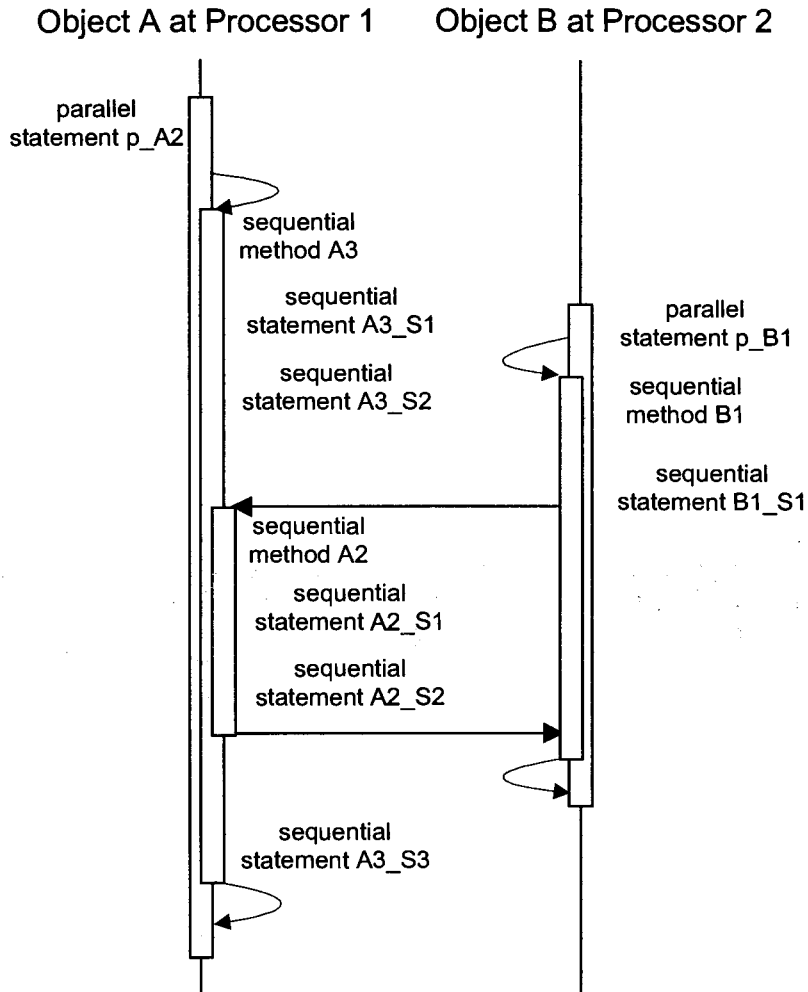 Object A at Processor 1
Object B at Processor 2
parallel
statement p_A2
sequential
method A3
sequential
statement A3_S1
parallel
statement p_B1
sequential
statement A3_S2
sequential
method B1
sequential
statement B1_S1
sequential
method A2
sequential
statement A2_S1
sequential
statement A2_S2
sequential
statement A3_S3